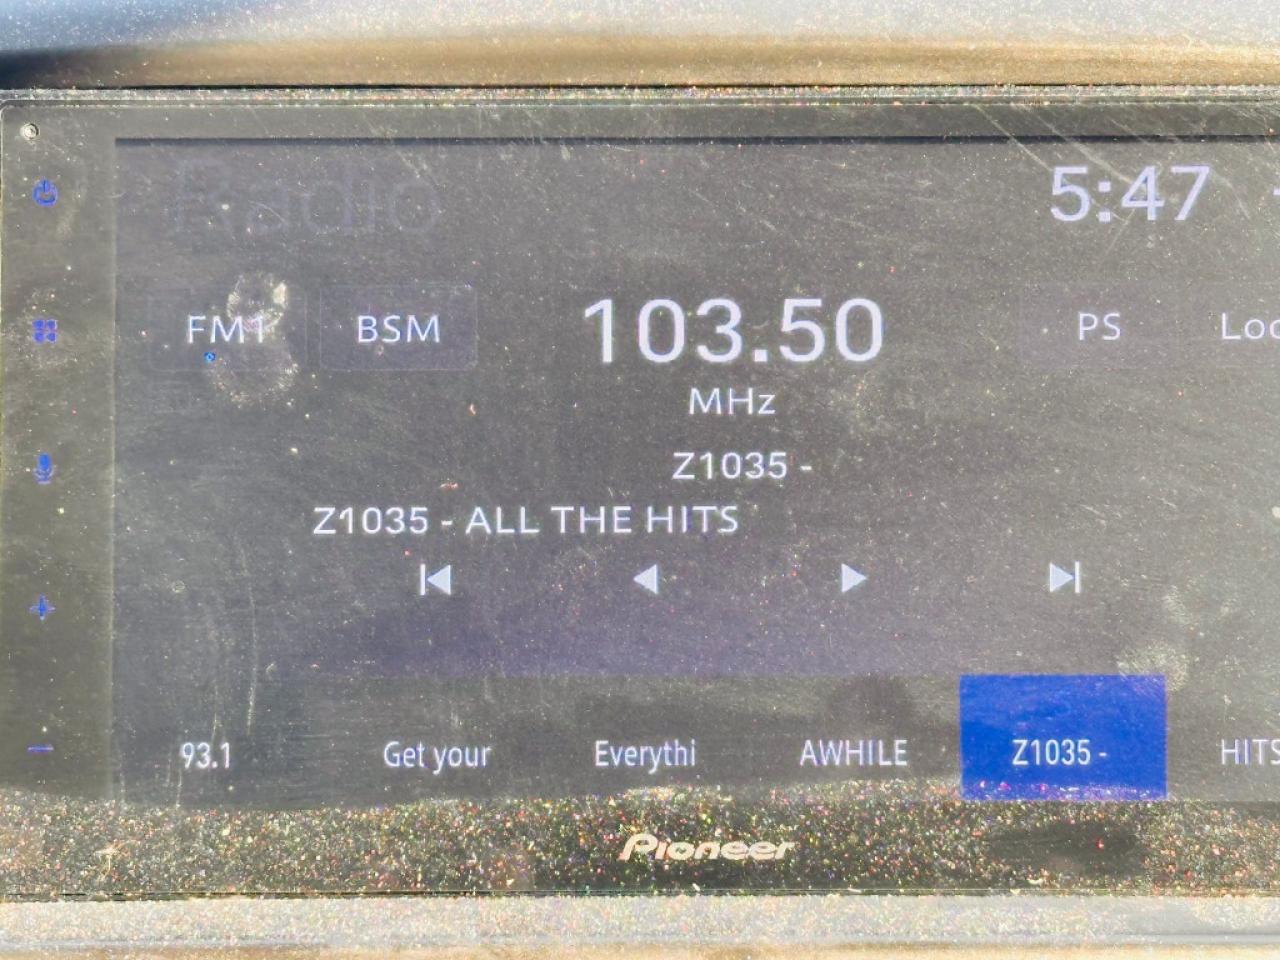 Radio
5:47
FM1 BSM 103.50 PS Loc
MHz
Z1035 -
Z1035 - ALL THE HITS
93.1 Get your Everythi AWHILE Z1035 - HITS
Pioneer